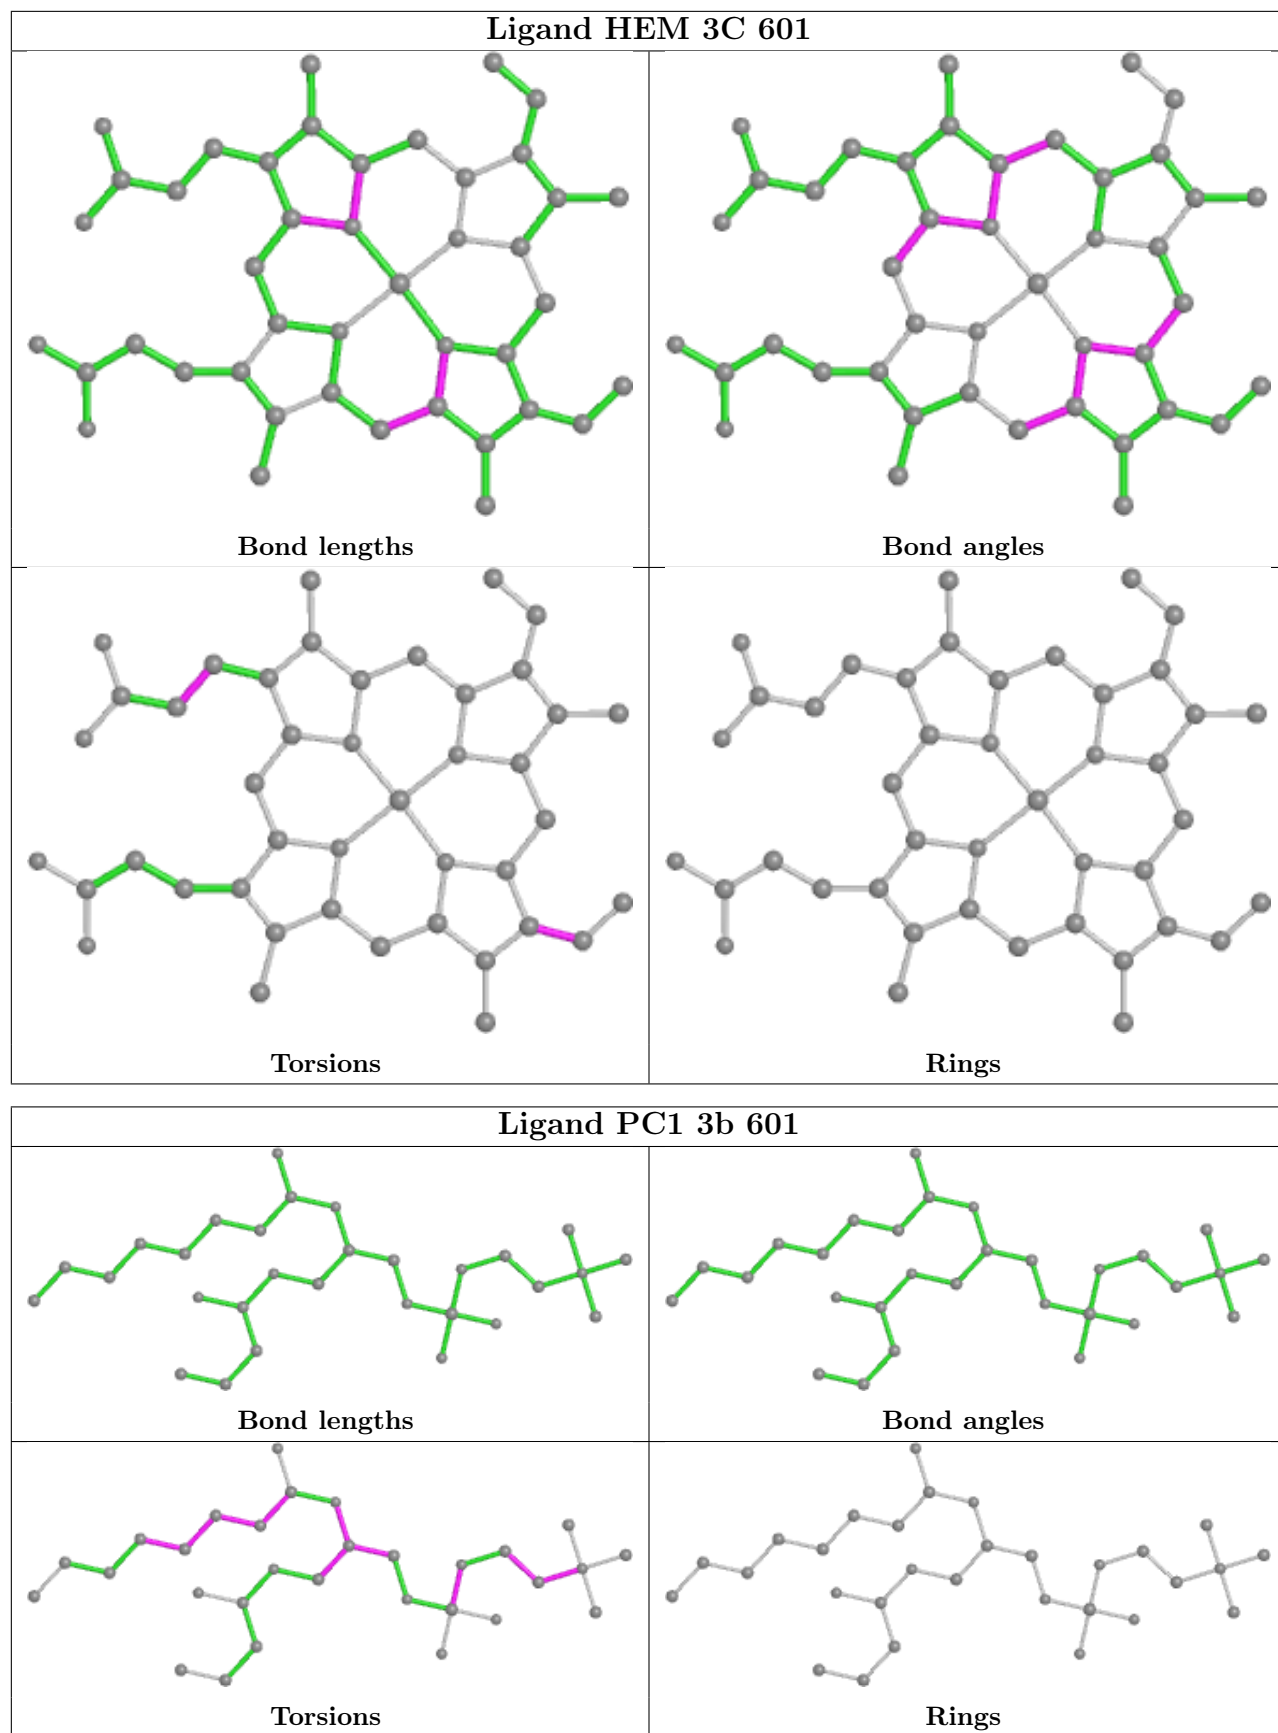 Ligand HEM 3C 601
Bond lengths
Bond angles
Torsions
Rings
Ligand PC1 3b 601
Bond lengths
Bond angles
Torsions
Rings